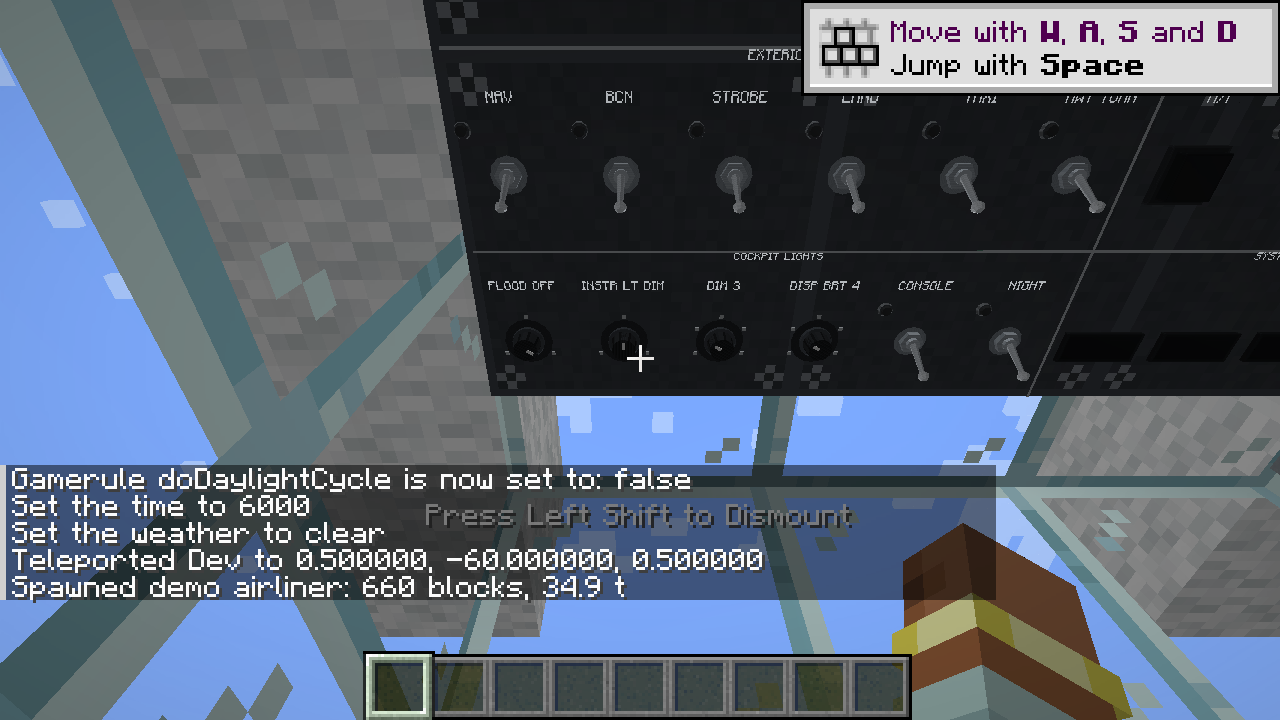 Move with W, A, S and D
Jump with Space
NAV BCN STROBE LAND TAXI
COCKPIT LIGHTS
FLOOD OFF INSTR LT DIM DIM 3 DISP BRT 4 CONSOLE NIGHT
Gamerule doDaylightCycle is now set to: false
Set the time to 6000
Press Left Shift to Dismount
Set the weather to clear
Teleported Dev to 0.500000, -60.000000, 0.500000
Spawned demo airliner: 660 blocks, 34.9 t